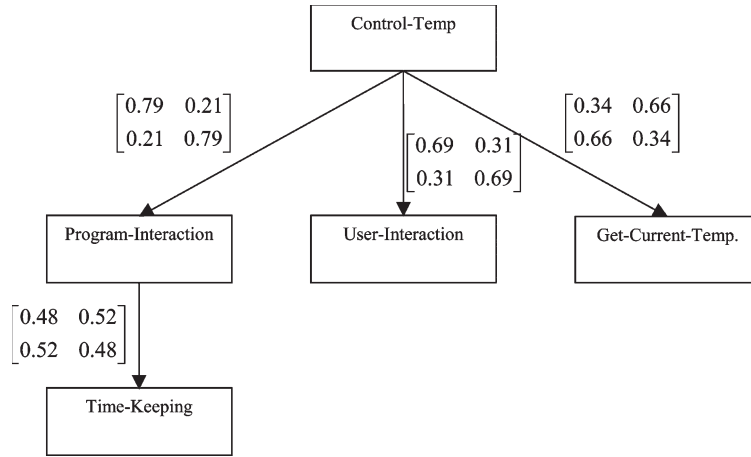 Control-Temp
0.79 0.21
0.21 0.79
0.69 0.31
0.31 0.69
0.34 0.66
0.66 0.34
Program-Interaction
User-Interaction
Get-Current-Temp.
0.48 0.52
0.52 0.48
Time-Keeping